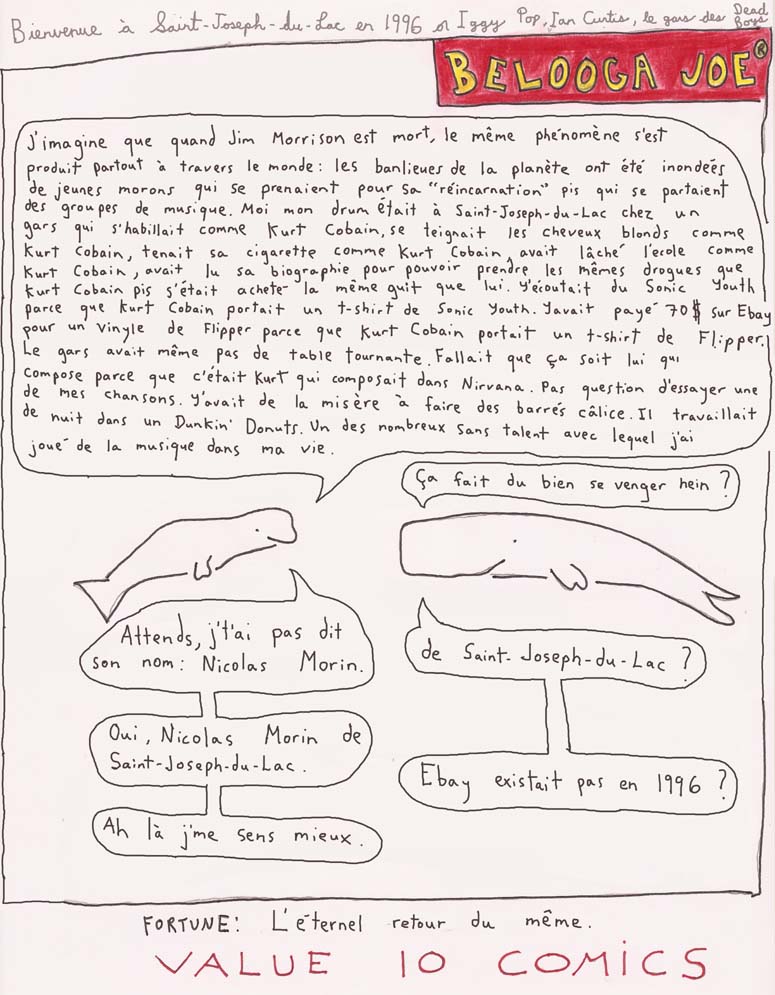 Bienvenue à Saint-Joseph-du-Lac en 1996 or Iggy Pop, Ian Curtis, le gars des Dead Boys
BELOOGA JOE®
J'imagine que quand Jim Morrison est mort, le même phénomène s'est
produit partout à travers le monde: les banlieues de la planète ont été inondées
de jeunes morons qui se prenaient pour sa "réincarnation" pis qui se partaient
des groupes de musique. Moi mon drum était à Saint-Joseph-du-Lac chez un
gars qui s'habillait comme Kurt Cobain, se teignait les cheveux blonds comme
Kurt Cobain, tenait sa cigarette comme Kurt Cobain, avait lâché l'école comme
Kurt Cobain, avait lu sa biographie pour pouvoir prendre les mêmes drogues que
Kurt Cobain pis s'était acheté la même guit que lui. Y'écoutait du Sonic Youth
parce que Kurt Cobain portait un t-shirt de Sonic Youth. Y'avait payé 70$ sur Ebay
pour un vinyle de Flipper parce que Kurt Cobain portait un t-shirt de Flipper.
Le gars avait même pas de table tournante. Fallait que ça soit lui qui
compose parce que c'était Kurt qui composait dans Nirvana. Pas question d'essayer une
de mes chansons. Y'avait de la misère à faire des barrés câlice. Il travaillait
de nuit dans un Dunkin' Donuts. Un des nombreux sans talent avec lequel j'ai
joué de la musique dans ma vie.
Ça fait du bien se venger hein ?
Attends, j't'ai pas dit
son nom: Nicolas Morin.
de Saint-Joseph-du-Lac ?
Oui, Nicolas Morin de
Saint-Joseph-du-Lac.
Ebay existait pas en 1996 ?
Ah là j'me sens mieux.
FORTUNE: L'éternel retour du même.
VALUE 10 COMICS